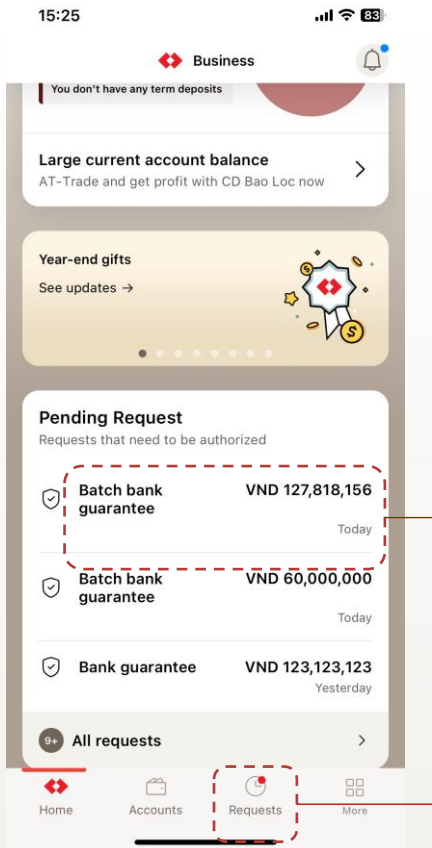 15:25
83
Business
You don't have any term deposits
Large current account balance
AT-Trade and get profit with CD Bao Loc now
Year-end gifts
See updates →
Pending Request
Requests that need to be authorized
Batch bank guarantee VND 127,818,156
Today
Batch bank guarantee VND 60,000,000
Today
Bank guarantee VND 123,123,123
Yesterday
9+ All requests
Home Accounts Requests More